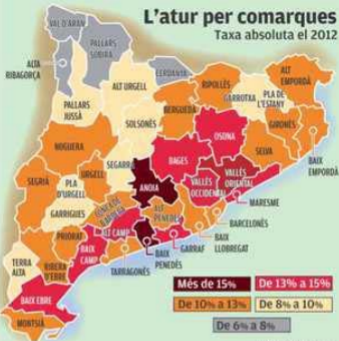 L'atur per comarques
Taxa absoluta el 2012
VAL D'ARAN
PALLARS
SOBIRÀ
ALTA
RIBAGORÇA
CERDANYA
ALT URGELL
RIPOLLÈS
ALT
EMPORDÀ
GARROTXA
PLA DE
L'ESTANY
PALLARS
JUSSÀ
BERGUEDÀ
SOLSONÈS
OSONA
GIRONÈS
NOGUERA
BAGES
SELVA
BAIX
EMPORDÀ
SEGARRA
SEGRIÀ
PLA
D'URGELL
URGELL
ANOIA
VALLÈS
ORIENTAL
VALLÈS
OCCIDENTAL
MARESME
GARRIGUES
CONCA DE
BARBERÀ
ALT
PENEDÈS
BARCELONÈS
PRIORAT
ALT CAMP
BAIX
LLOBREGAT
BAIX
CAMP
GARRAF
TERRA
ALTA
RIBERA
D'EBRE
TARRAGONÈS
BAIX
PENEDÈS
BAIX EBRE
MONTSIÀ
Més de 15%
De 13% a 15%
De 10% a 13%
De 8% a 10%
De 6% a 8%